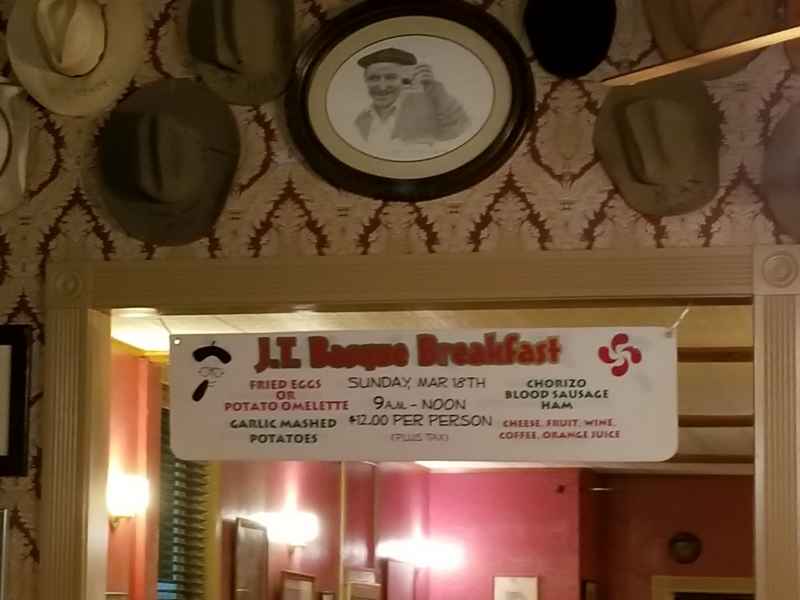 J.T. Basque Breakfast
FRIED EGGS
OR
POTATO OMELETTE
GARLIC MASHED
POTATOES
SUNDAY, MAR 18TH
9 A.M. - NOON
$12.00 PER PERSON
(PLUS TAX)
CHORIZO
BLOOD SAUSAGE
HAM
CHEESE, FRUIT, WINE,
COFFEE, ORANGE JUICE